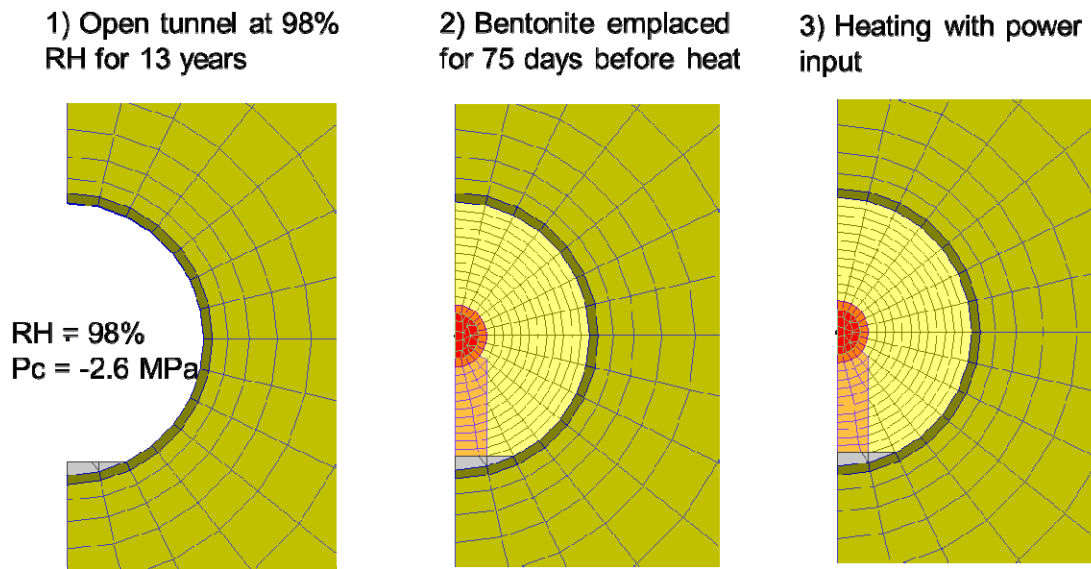 1) Open tunnel at 98%
RH for 13 years
2) Bentonite emplaced
for 75 days before heat
3) Heating with power
input
RH = 98%
Pc = -2.6 MPa